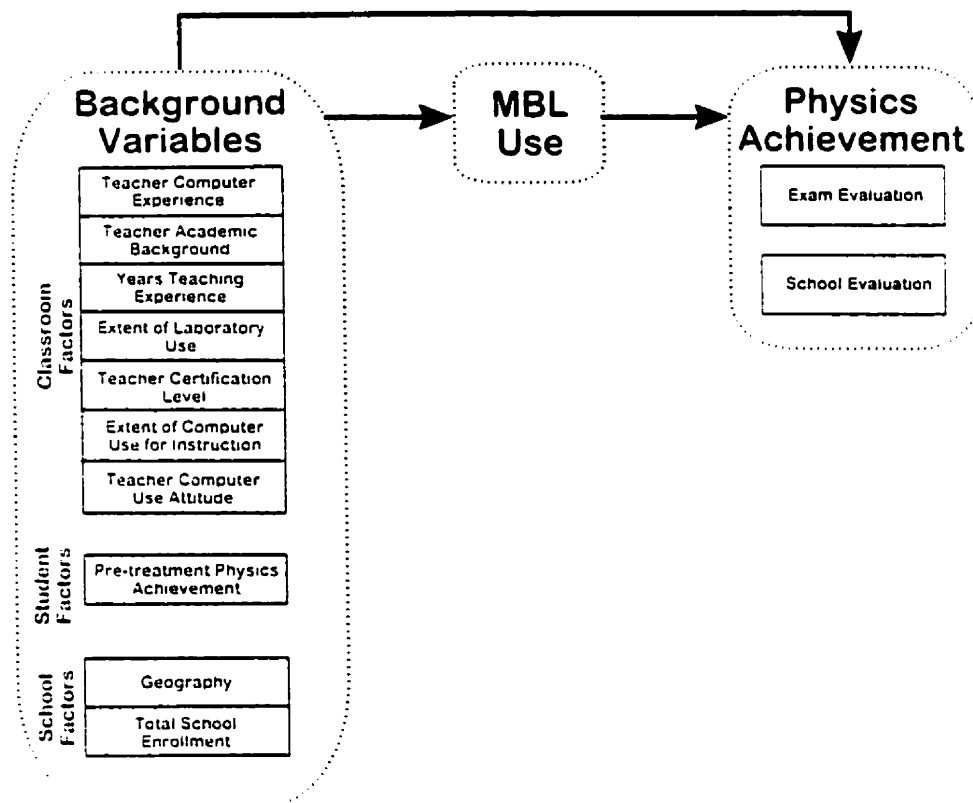 Background
Variables
Classroom
Factors
Teacher Computer
Experience
Teacher Academic
Background
Years Teaching
Experience
Extent of Laboratory
Use
Teacher Certification
Level
Extent of Computer
Use for Instruction
Teacher Computer
Use Attitude
Student
Factors
Pre-treatment Physics
Achievement
School
Factors
Geography
Total School
Enrollment
MBL
Use
Physics
Achievement
Exam Evaluation
School Evaluation